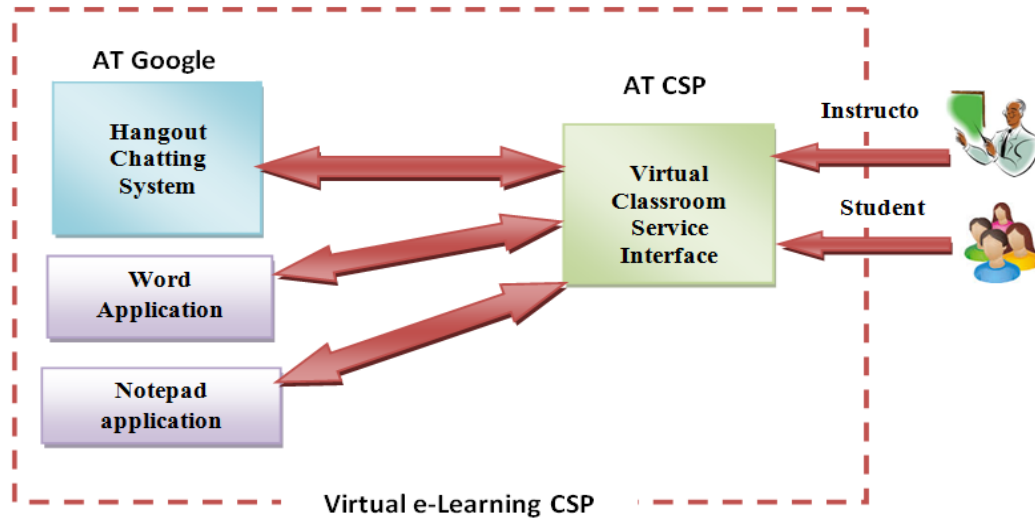 AT Google
Hangout
Chatting
System
Word
Application
Notepad
application
AT CSP
Virtual
Classroom
Service
Interface
Instructo
Student
Virtual e-Learning CSP